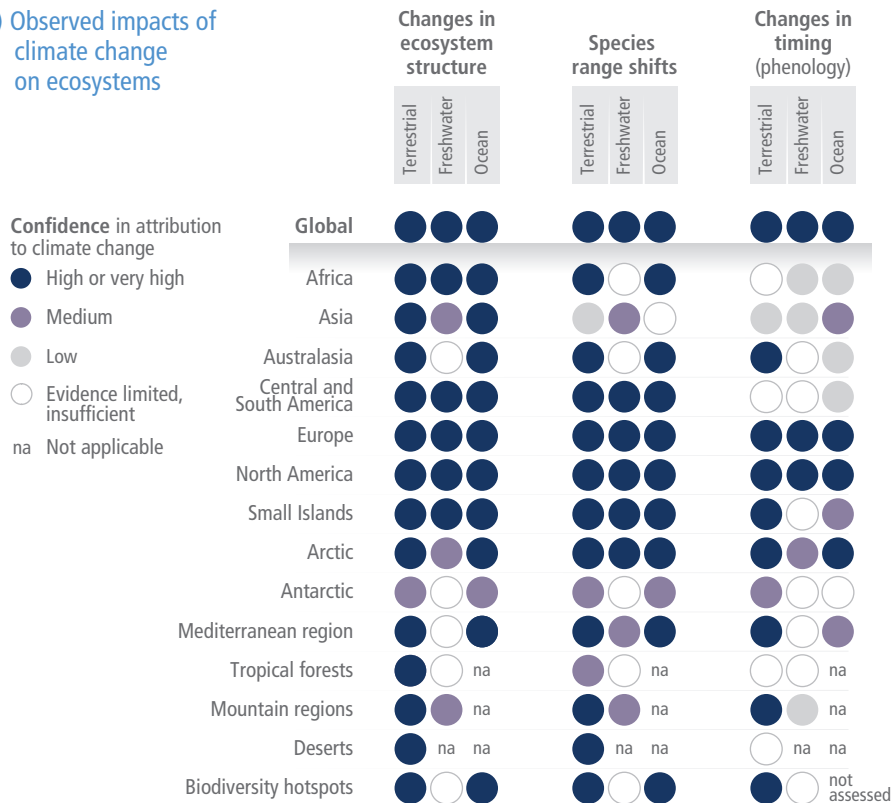 ) Observed impacts of
climate change
on ecosystems
Changes in
ecosystem
structure
Species
range shifts
Changes in
timing
(phenology)
Terrestrial
Freshwater
Ocean
Terrestrial
Freshwater
Ocean
Terrestrial
Freshwater
Ocean
Confidence in attribution
to climate change
High or very high
Medium
Low
Evidence limited,
insufficient
na Not applicable
Global
Africa
Asia
Australasia
Central and
South America
Europe
North America
Small Islands
Arctic
Antarctic
Mediterranean region
Tropical forests na na na
Mountain regions na na na
Deserts na na na na na na
Biodiversity hotspots not
assessed